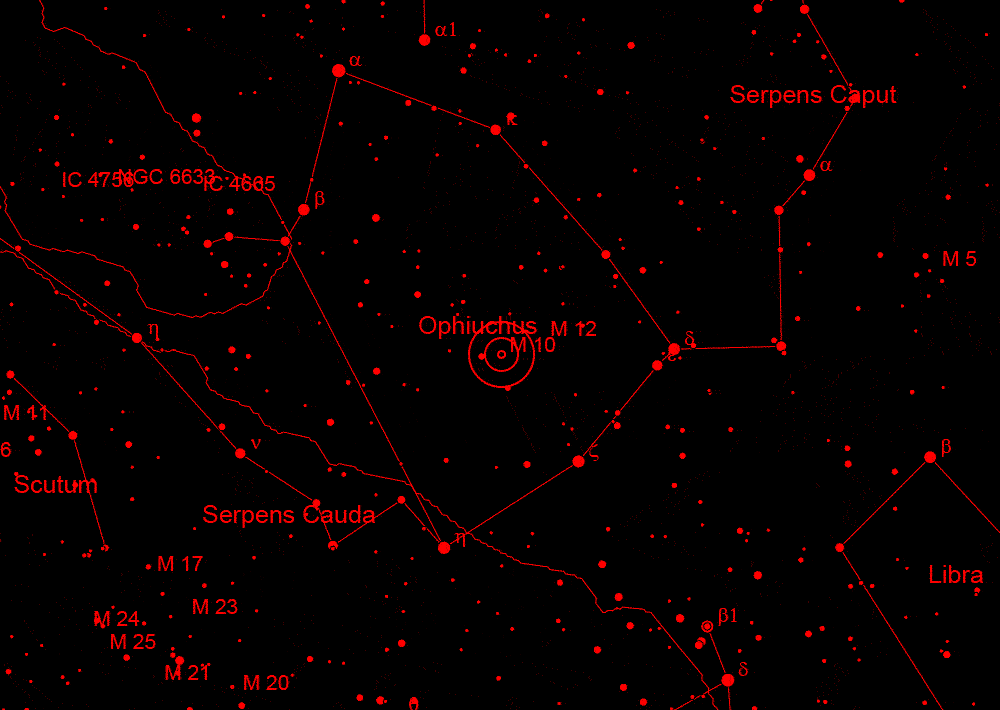 α1
α
Serpens Caput
κ
α
IC 4756
NGC 6633
IC 4665
β
M 5
η
Ophiuchus
M 12
M 10
δ
ε
M 11
6
ν
ζ
β
Scutum
Serpens Cauda
η
M 17
Libra
M 23
M 24
β1
M 25
M 21
δ
M 20